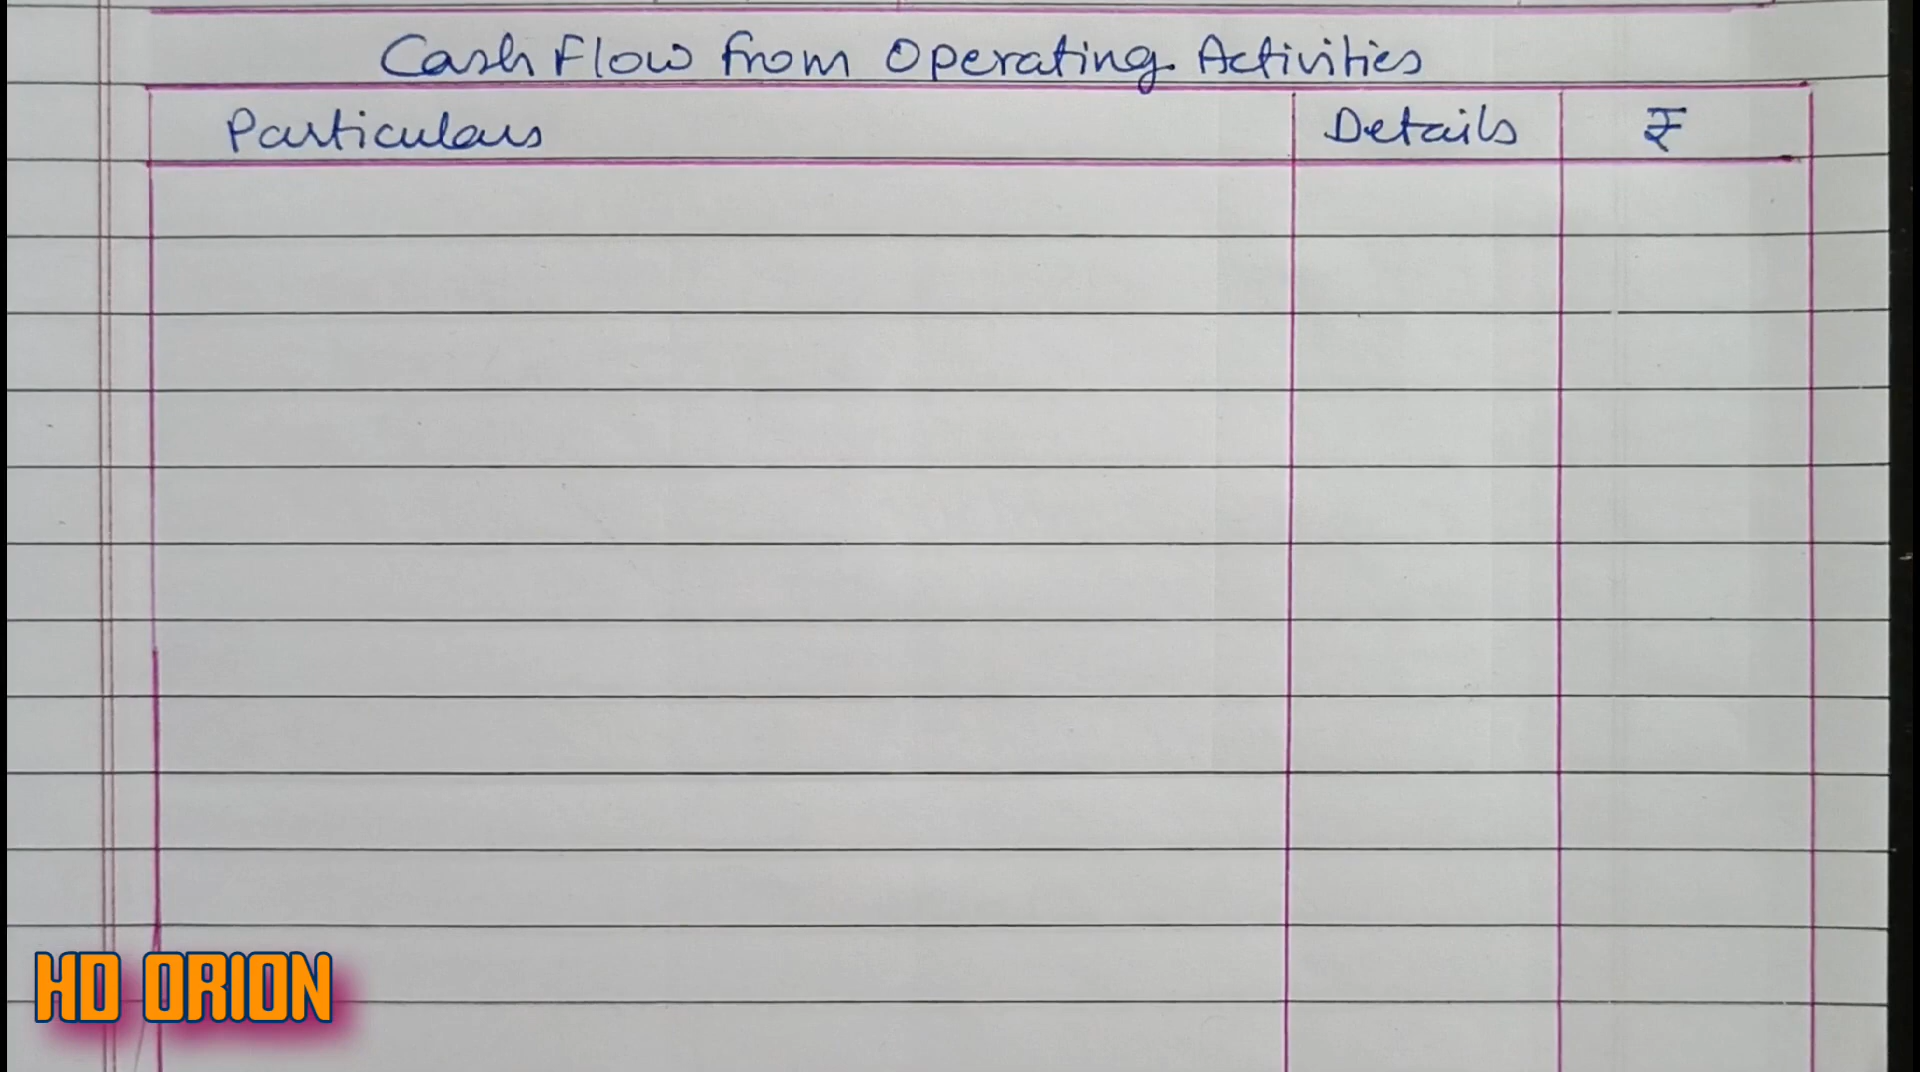 Cash Flow from Operating Activities
Particulars Details ₹
HD ORION